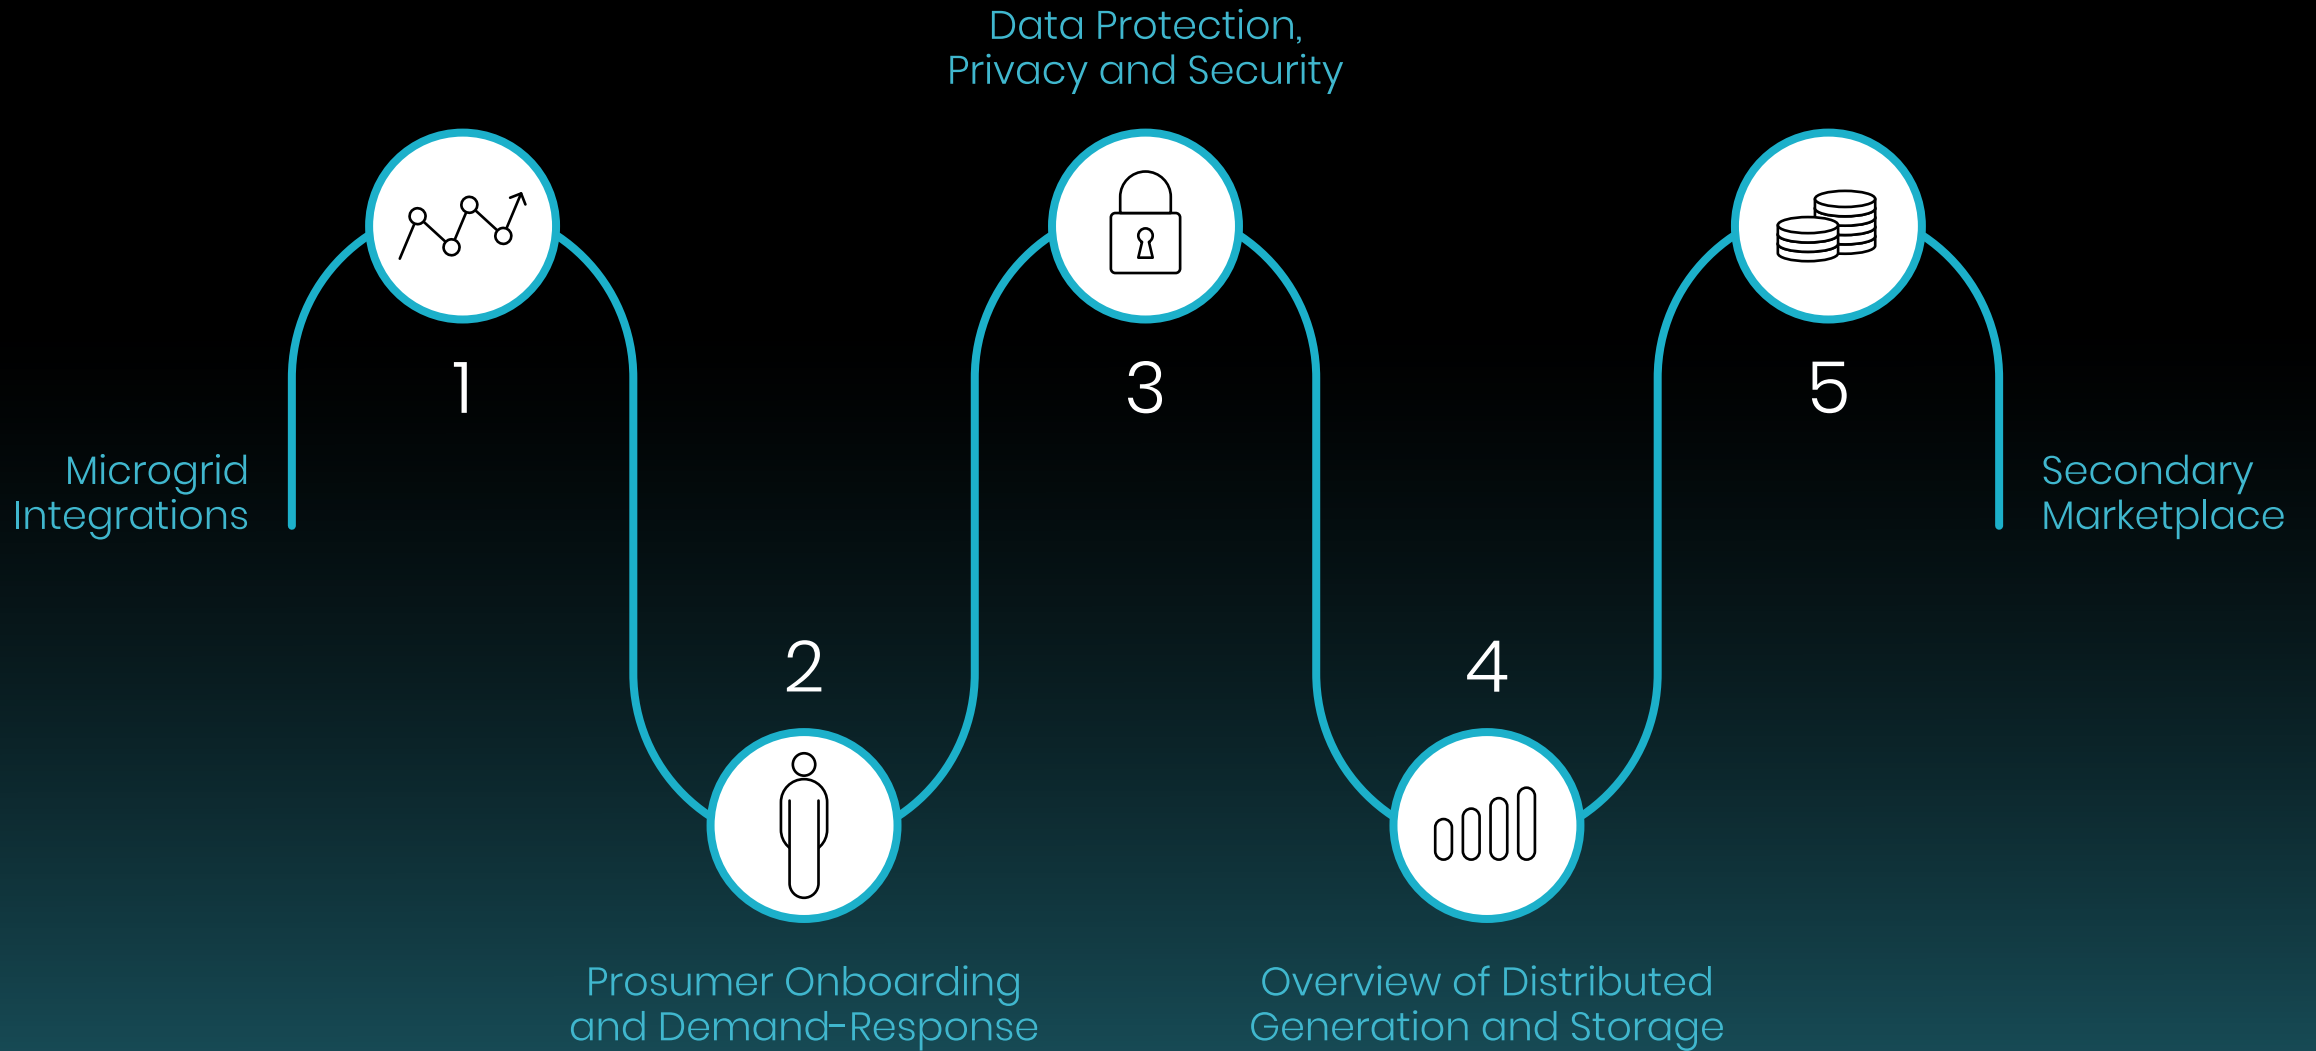 Microgrid
Integrations
1
2
Prosumer Onboarding
and Demand-Response
Data Protection,
Privacy and Security
3
4
Overview of Distributed
Generation and Storage
5
Secondary
Marketplace